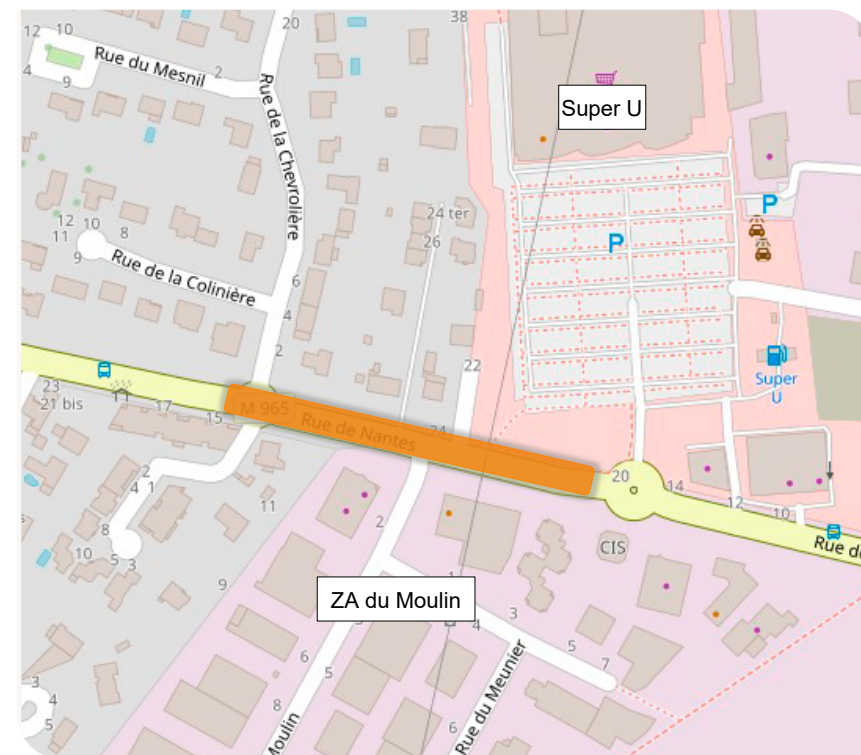 12 10
20
38
Rue du Mesnil
2
4
9
Rue de la Chevrolière
Super U
24 ter
26
12 10
8
11
9
Rue de la Colinière
P
P
6
4
2
22
Super
U
23
21 bis
17
15
M 965
Rue de Nantes
24
20
14
12
10
2
4 1
8
5 3
10
11
2
CIS
Rue de
9
ZA du Moulin
1
4
3
5
7
6
5
8
3
4
5
Moulin
Rue du Meunier
6